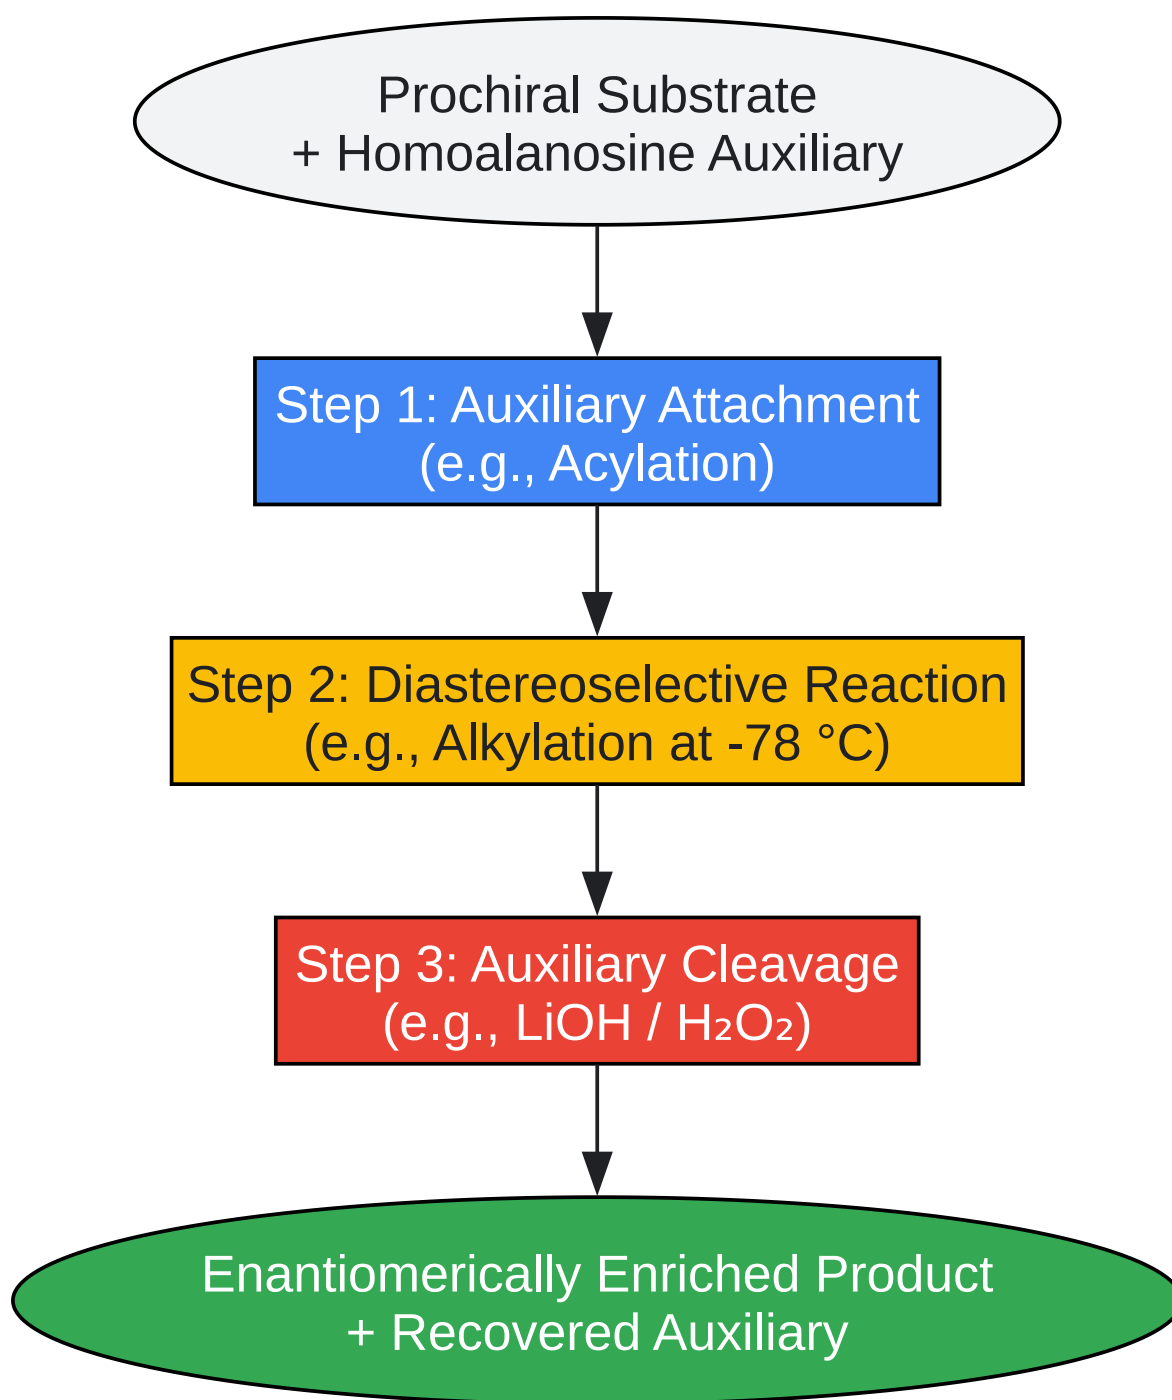 Prochiral Substrate
+ Homoalanosine Auxiliary
Step 1: Auxiliary Attachment
(e.g., Acylation)
Step 2: Diastereoselective Reaction
(e.g., Alkylation at -78 °C)
Step 3: Auxiliary Cleavage
(e.g., LiOH / H₂O₂)
Enantiomerically Enriched Product
+ Recovered Auxiliary